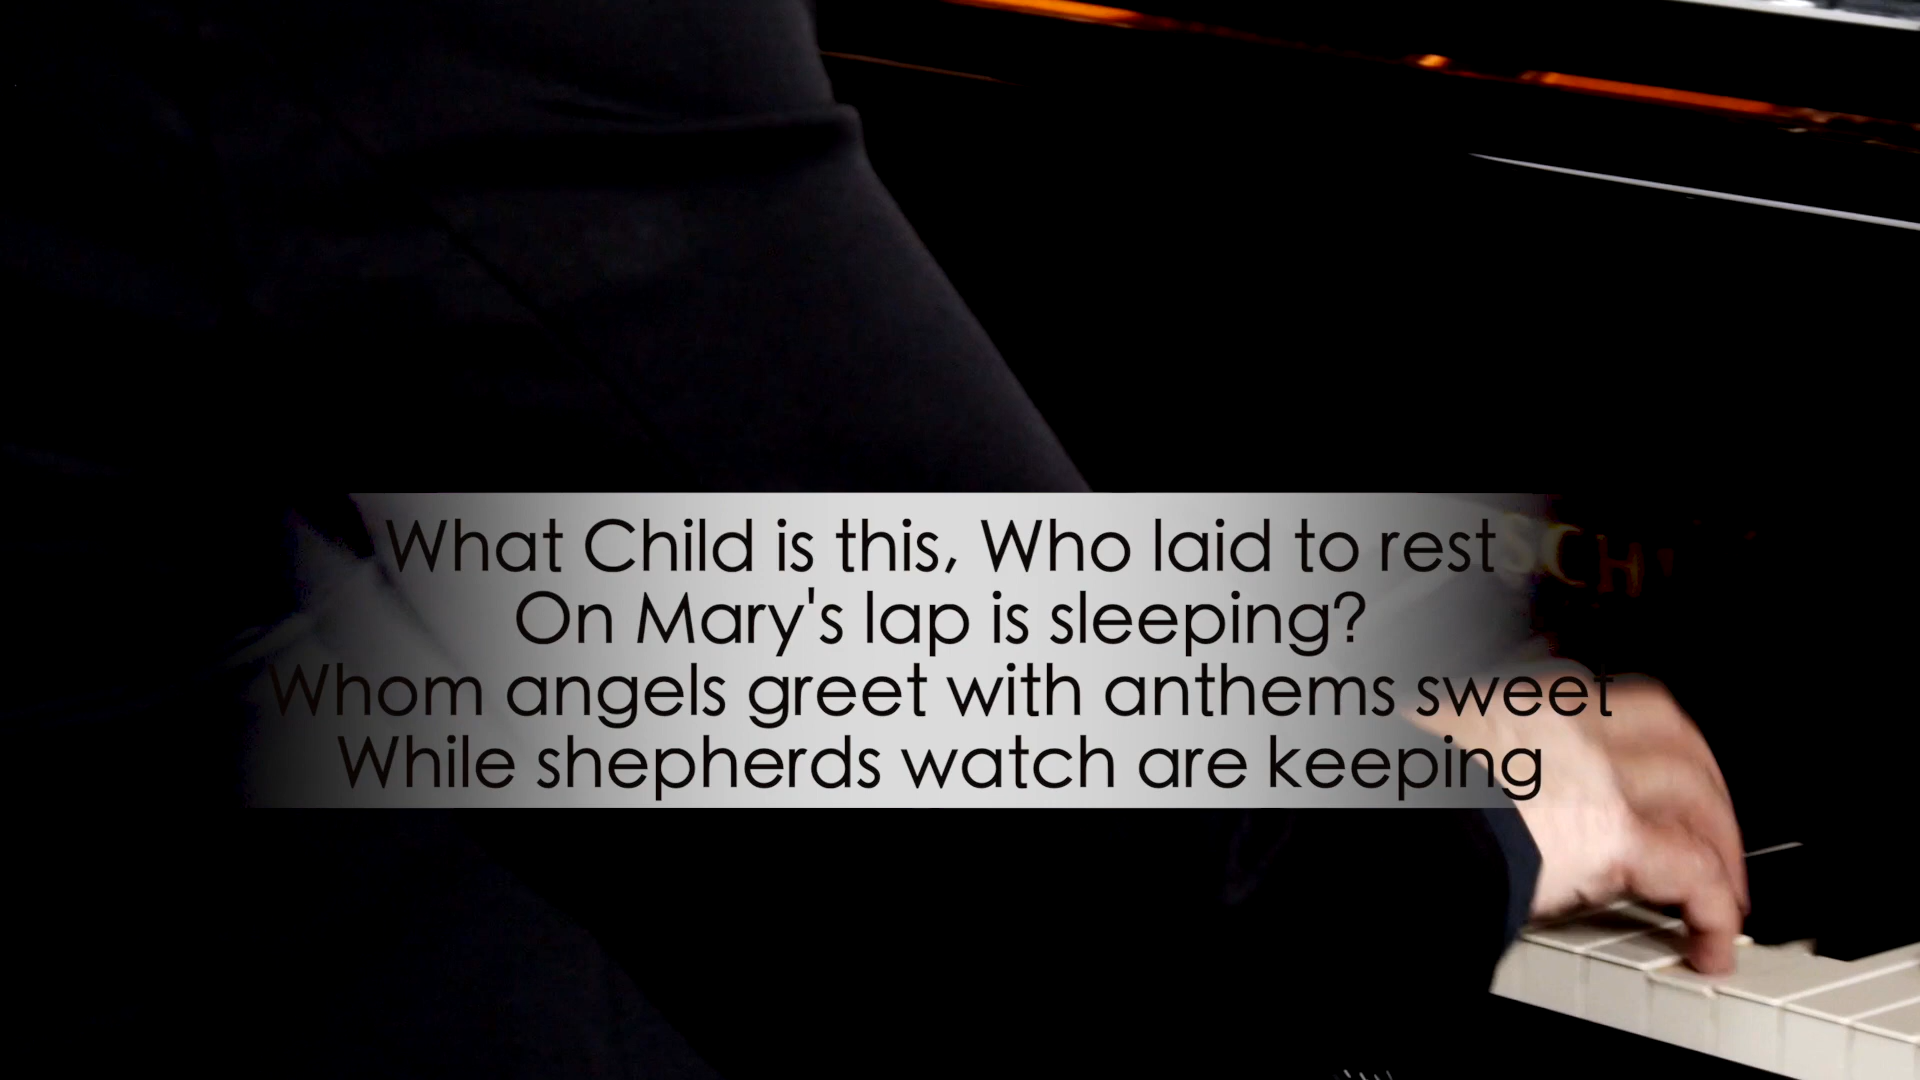 What Child is this, Who laid to rest
On Mary's lap is sleeping?
Whom angels greet with anthems sweet
While shepherds watch are keeping
SCH